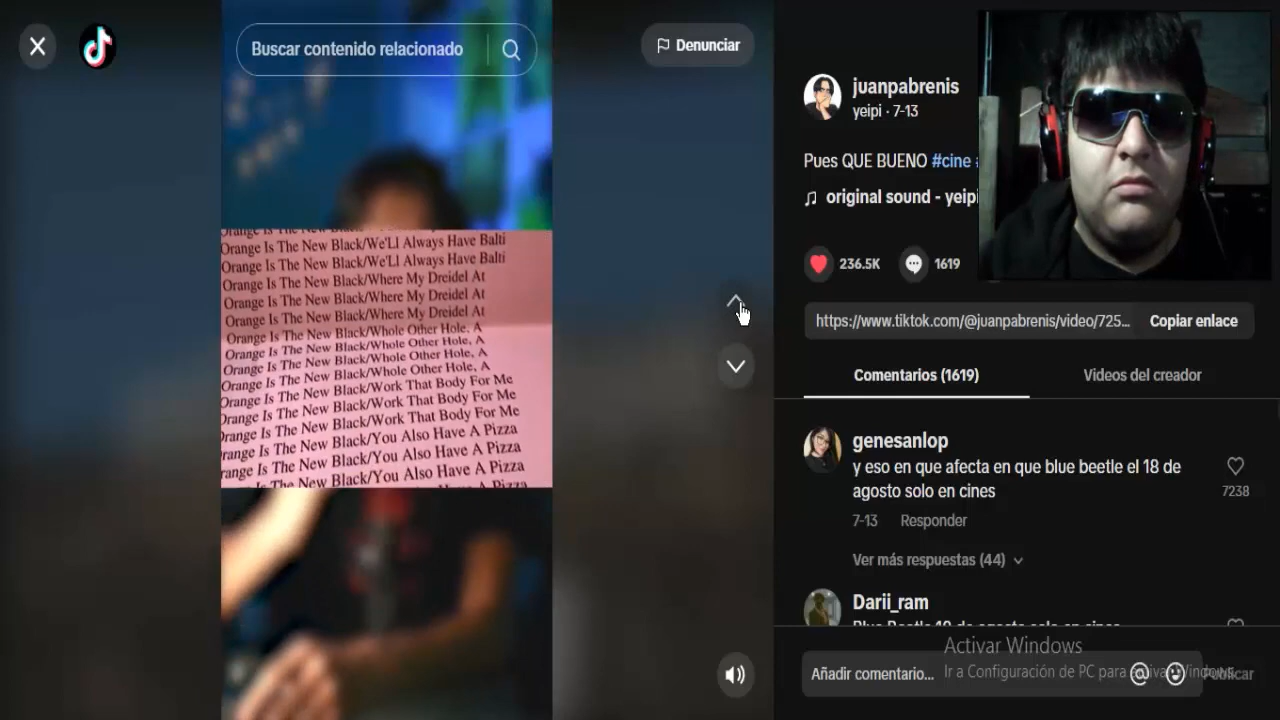 Buscar contenido relacionado
Denunciar
Orange Is The New Black/We'Ll Always Have Balti
Orange Is The New Black/We'Ll Always Have Balti
Orange Is The New Black/Where My Dreidel At
Orange Is The New Black/Where My Dreidel At
Orange Is The New Black/Where My Dreidel At
Orange Is The New Black/Whole Other Hole, A
Orange Is The New Black/Whole Other Hole, A
Orange Is The New Black/Whole Other Hole, A
Orange Is The New Black/Work That Body For Me
Orange Is The New Black/Work That Body For Me
Orange Is The New Black/Work That Body For Me
Orange Is The New Black/You Also Have A Pizza
range Is The New Black/You Also Have A Pizza
range Is The New Black/You Also Have A Pizza
juanpabrenis
yeipi · 7-13
Pues QUE BUENO #cine
original sound - yeipi
236.5K
1619
https://www.tiktok.com/@juanpabrenis/video/725...
Copiar enlace
Comentarios (1619)
Videos del creador
genesanlop
y eso en que afecta en que blue beetle el 18 de
agosto solo en cines
7238
7-13 Responder
Ver más respuestas (44)
Darii_ram
Añadir comentario...
Activar Windows
Ir a Configuración de PC para
Publicar